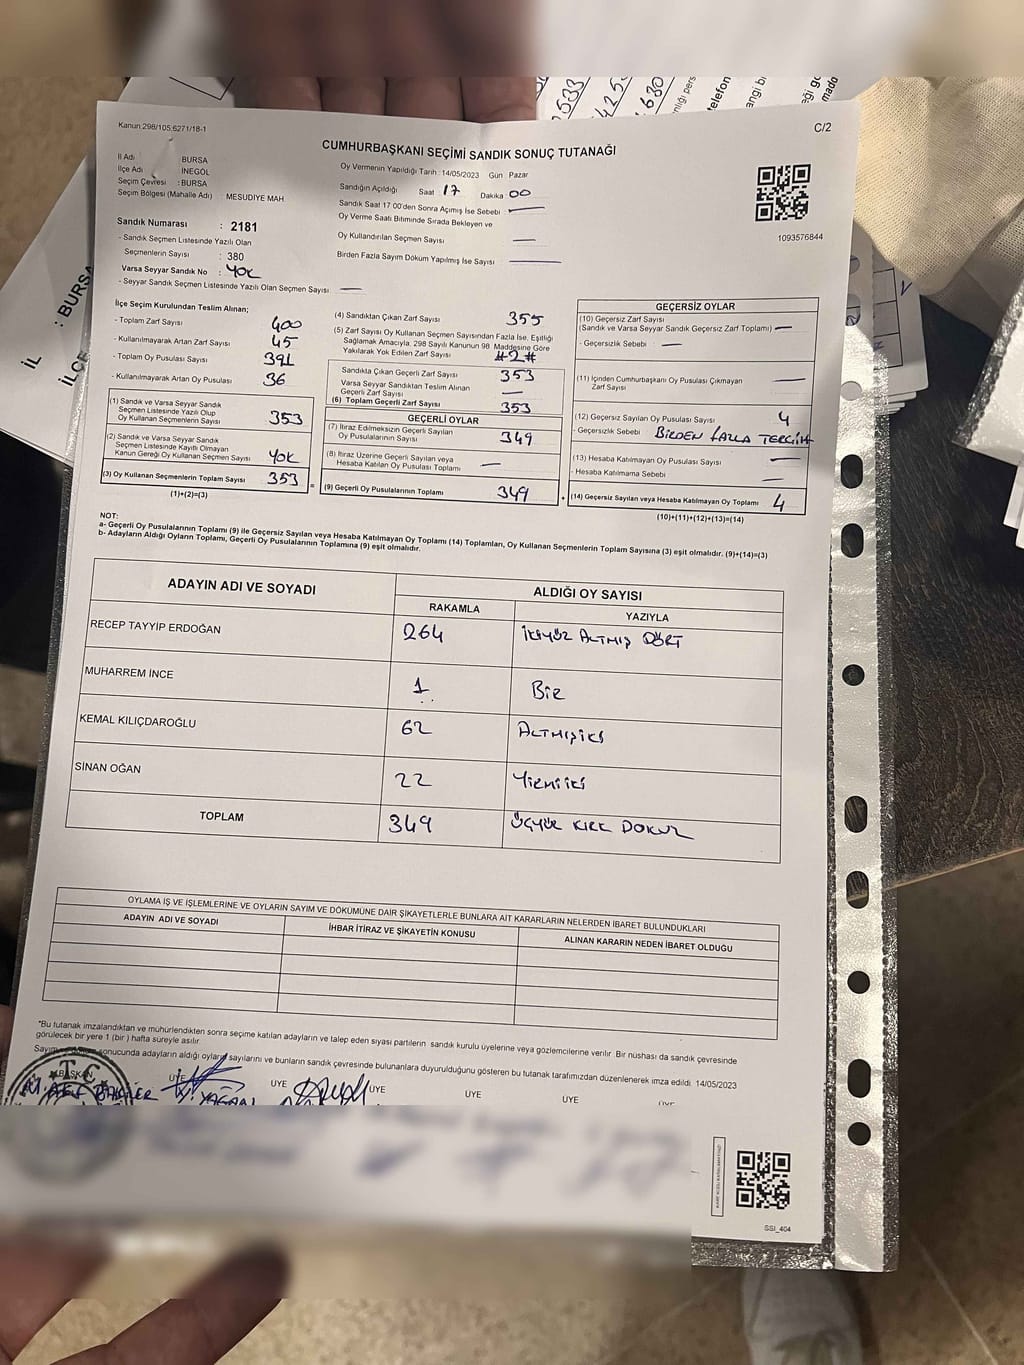 533
425
630
telefon
angi bi
mado
: BURSA
İL
İLÇE
Kanun 298/105,6271/18-1
C/2
CUMHURBAŞKANI SEÇİMİ SANDIK SONUÇ TUTANAĞI
İl Adı : BURSA
İlçe Adı : İNEGÖL
Seçim Çevresi : BURSA
Seçim Bölgesi (Mahalle Adı) : MESUDİYE MAH
Sandık Numarası : 2181
- Sandık Seçmen Listesinde Yazılı Olan
Seçmenlerin Sayısı : 380
Varsa Seyyar Sandık No : YOK
- Seyyar Sandık Seçmen Listesinde Yazılı Olan Seçmen Sayısı: —
Oy Vermenin Yapıldığı Tarih : 14/05/2023 Gün Pazar
Sandığın Açıldığı Saat 17 Dakika 00
Sandık Saat 17 00'den Sonra Açımış İse Sebebi : —
Oy Verme Saati Bitiminde Sırada Bekleyen ve
Oy Kullandırılan Seçmen Sayısı —
Birden Fazla Sayım Döküm Yapılmış İse Sayısı —
1093576844
İlçe Seçim Kurulundan Teslim Alınan;
- Toplam Zarf Sayısı 400
- Kullanılmayarak Artan Zarf Sayısı 45
- Toplam Oy Pusulası Sayısı 391
- Kullanılmayarak Artan Oy Pusulası 36
(1) Sandık ve Varsa Seyyar Sandık
Seçmen Listesinde Yazılı Olup
Oy Kullanan Seçmenlerin Sayısı 353
(2) Sandık ve Varsa Seyyar Sandık
Seçmen Listesinde Kayıtlı Olmayan
Kanun Gereği Oy Kullanan Seçmen Sayısı YOK
(3) Oy Kullanan Seçmenlerin Toplam Sayısı 353
(1)+(2)=(3)
=
(4) Sandıktan Çıkan Zarf Sayısı 355
(5) Zarf Sayısı Oy Kullanan Seçmen Sayısından Fazla İse, Eşitliği
Sağlamak Amacıyla, 298 Sayılı Kanunun 98. Maddesine Göre
Yakılarak Yok Edilen Zarf Sayısı #2#
Sandıkta Çıkan Geçerli Zarf Sayısı 353
Varsa Seyyar Sandıktan Teslim Alınan
Geçerli Zarf Sayısı —
(6) Toplam Geçerli Zarf Sayısı 353
GEÇERLİ OYLAR
(7) İtiraz Edilmeksizin Geçerli Sayılan
Oy Pusulalarının Sayısı 349
(8) İtiraz Üzerine Geçerli Sayılan veya
Hesaba Katılan Oy Pusulası Toplamı —
(9) Geçerli Oy Pusulalarının Toplamı 349
+
GEÇERSİZ OYLAR
(10) Geçersiz Zarf Sayısı
(Sandık ve Varsa Seyyar Sandık Geçersiz Zarf Toplamı) —
- Geçersizlik Sebebi : —
(11) İçinden Cumhurbaşkanı Oy Pusulası Çıkmayan
Zarf Sayısı —
(12) Geçersiz Sayılan Oy Pusulası Sayısı 4
- Geçersizlik Sebebi : BİRDEN FAZLA TERCİH
(13) Hesaba Katılmayan Oy Pusulası Sayısı —
- Hesaba Katılmama Sebebi —
(14) Geçersiz Sayılan veya Hesaba Katılmayan Oy Toplamı 4
(10)+(11)+(12)+(13)=(14)
NOT:
a- Geçerli Oy Pusulalarının Toplamı (9) ile Geçersiz Sayılan veya Hesaba Katılmayan Oy Toplamı (14) Toplamları, Oy Kullanan Seçmenlerin Toplam Sayısına (3) eşit olmalıdır. (9)+(14)=(3)
b- Adayların Aldığı Oyların Toplamı, Geçerli Oy Pusulalarının Toplamına (9) eşit olmalıdır.
ADAYIN ADI VE SOYADI ALDIĞI OY SAYISI
RAKAMLA YAZIYLA
RECEP TAYYİP ERDOĞAN 264 İKİYÜZ ALTMIŞ DÖRT
MUHARREM İNCE 1 BİR
KEMAL KILIÇDAROĞLU 62 ALTMIŞİKİ
SİNAN OĞAN 22 YİRMİİKİ
TOPLAM 349 ÜÇYÜZ KIRK DOKUZ
OYLAMA İŞ VE İŞLEMLERİNE VE OYLARIN SAYIM VE DÖKÜMÜNE DAİR ŞİKAYETLERLE BUNLARA AİT KARARLARIN NELERDEN İBARET BULUNDUKLARI
ADAYIN ADI VE SOYADI İHBAR İTİRAZ VE ŞİKAYETİN KONUSU ALINAN KARARIN NEDEN İBARET OLDUĞU
"Bu tutanak imzalandıktan ve mühürlendikten sonra seçime katılan adayların ve talep eden siyasi partilerin sandık kurulu üyelerine veya gözlemcilerine verilir. Bir nüshası da sandık çevresinde
görülecek bir yere 1 (bir) hafta süreyle asılır.
Sayım sonucunda adayların aldığı oyların sayılarını ve bunların sandık çevresinde bulunanlara duyurulduğunu gösteren bu tutanak tarafımızdan düzenlenerek imza edildi. 14/05/2023
BAŞKAN ÜYE ÜYE ÜYE ÜYE ÜYE ÜYE
T.C.
SSI_404